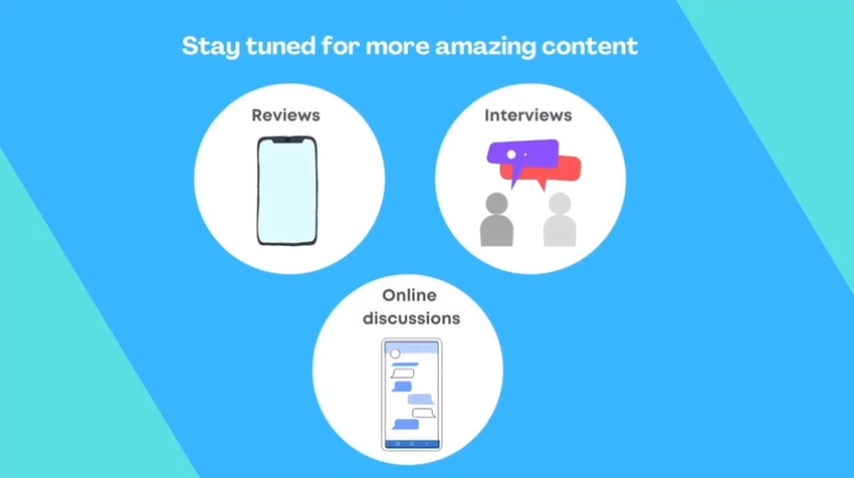 Stay tuned for more amazing content
Reviews
Interviews
Online
discussions